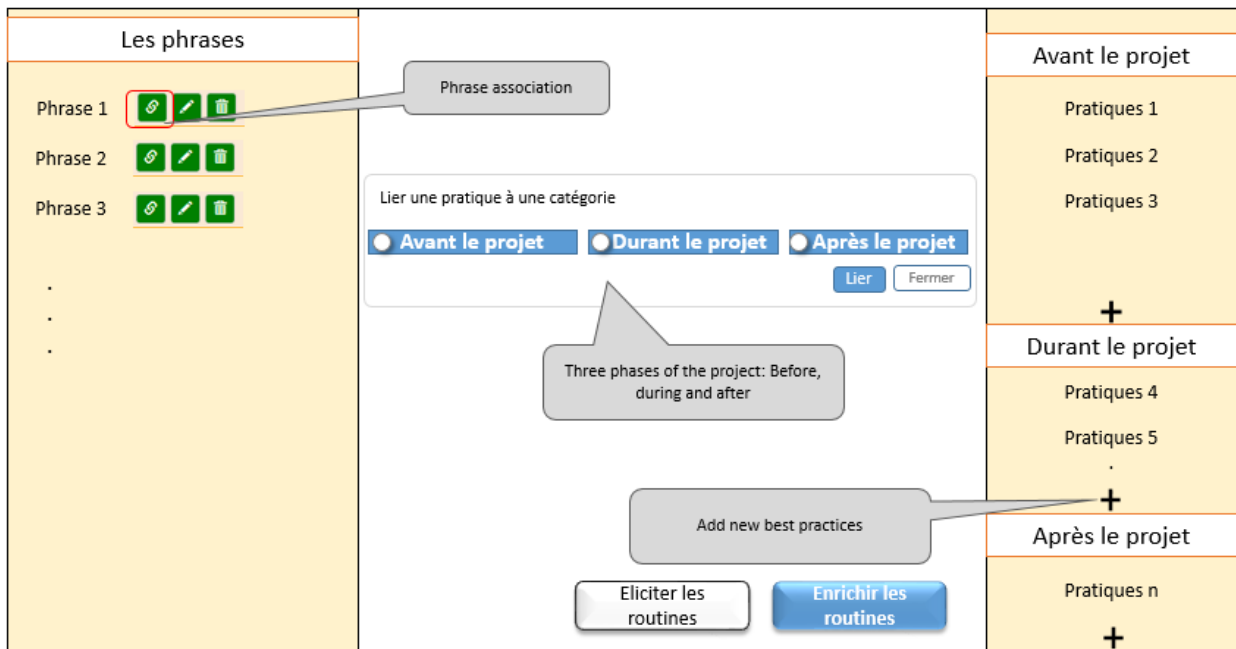 Les phrases
Phrase 1
Phrase 2
Phrase 3
.
.
.
Phrase association
Lier une pratique à une catégorie
Avant le projet
Durant le projet
Après le projet
Lier
Fermer
Three phases of the project: Before,
during and after
Add new best practices
Eliciter les
routines
Enrichir les
routines
Avant le projet
Pratiques 1
Pratiques 2
Pratiques 3
+
Durant le projet
Pratiques 4
Pratiques 5
.
+
Après le projet
Pratiques n
+